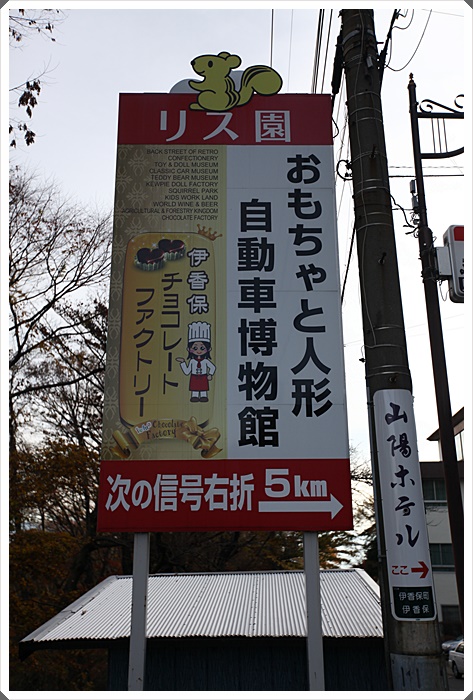 リス園
BACK STREET OF RETRO
CONFECTIONERY
TOY & DOLL MUSEUM
CLASSIC CAR MUSEUM
TEDDY BEAR MUSEUM
KEWPIE DOLL FACTORY
SQUIRREL PARK
KIDS WORK LAND
WORLD WINE & BEER
AGRICULTURAL & FORESTRY KINGDOM
CHOCOLATE FACTORY
おもちゃと人形
自動車博物館
伊香保
チョコレート
ファクトリー
Chocolate
Factory
次の信号右折 5km
山陽ホテル
ここ
伊香保町
伊香保